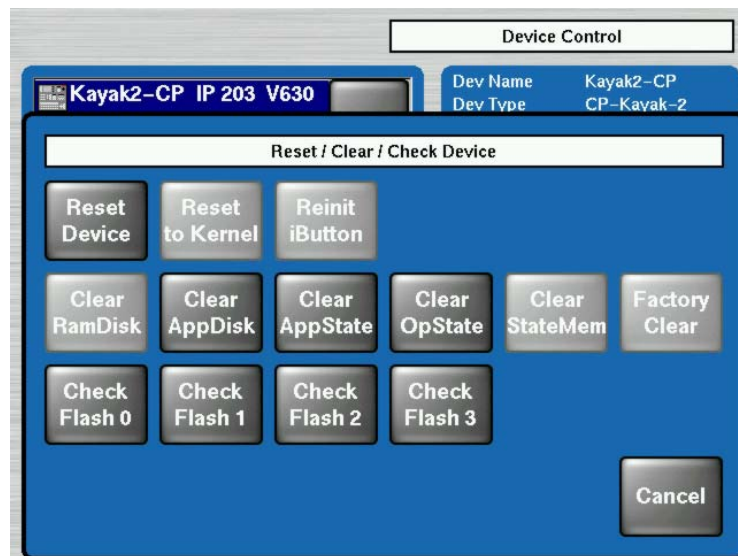 Device Control
Kayak2-CP IP 203 V630
Dev Name Kayak2-CP
Dev Type CP-Kayak-2
Reset / Clear / Check Device
Reset Device
Reset to Kernel
Reinit iButton
Clear RamDisk
Clear AppDisk
Clear AppState
Clear OpState
Clear StateMem
Factory Clear
Check Flash 0
Check Flash 1
Check Flash 2
Check Flash 3
Cancel